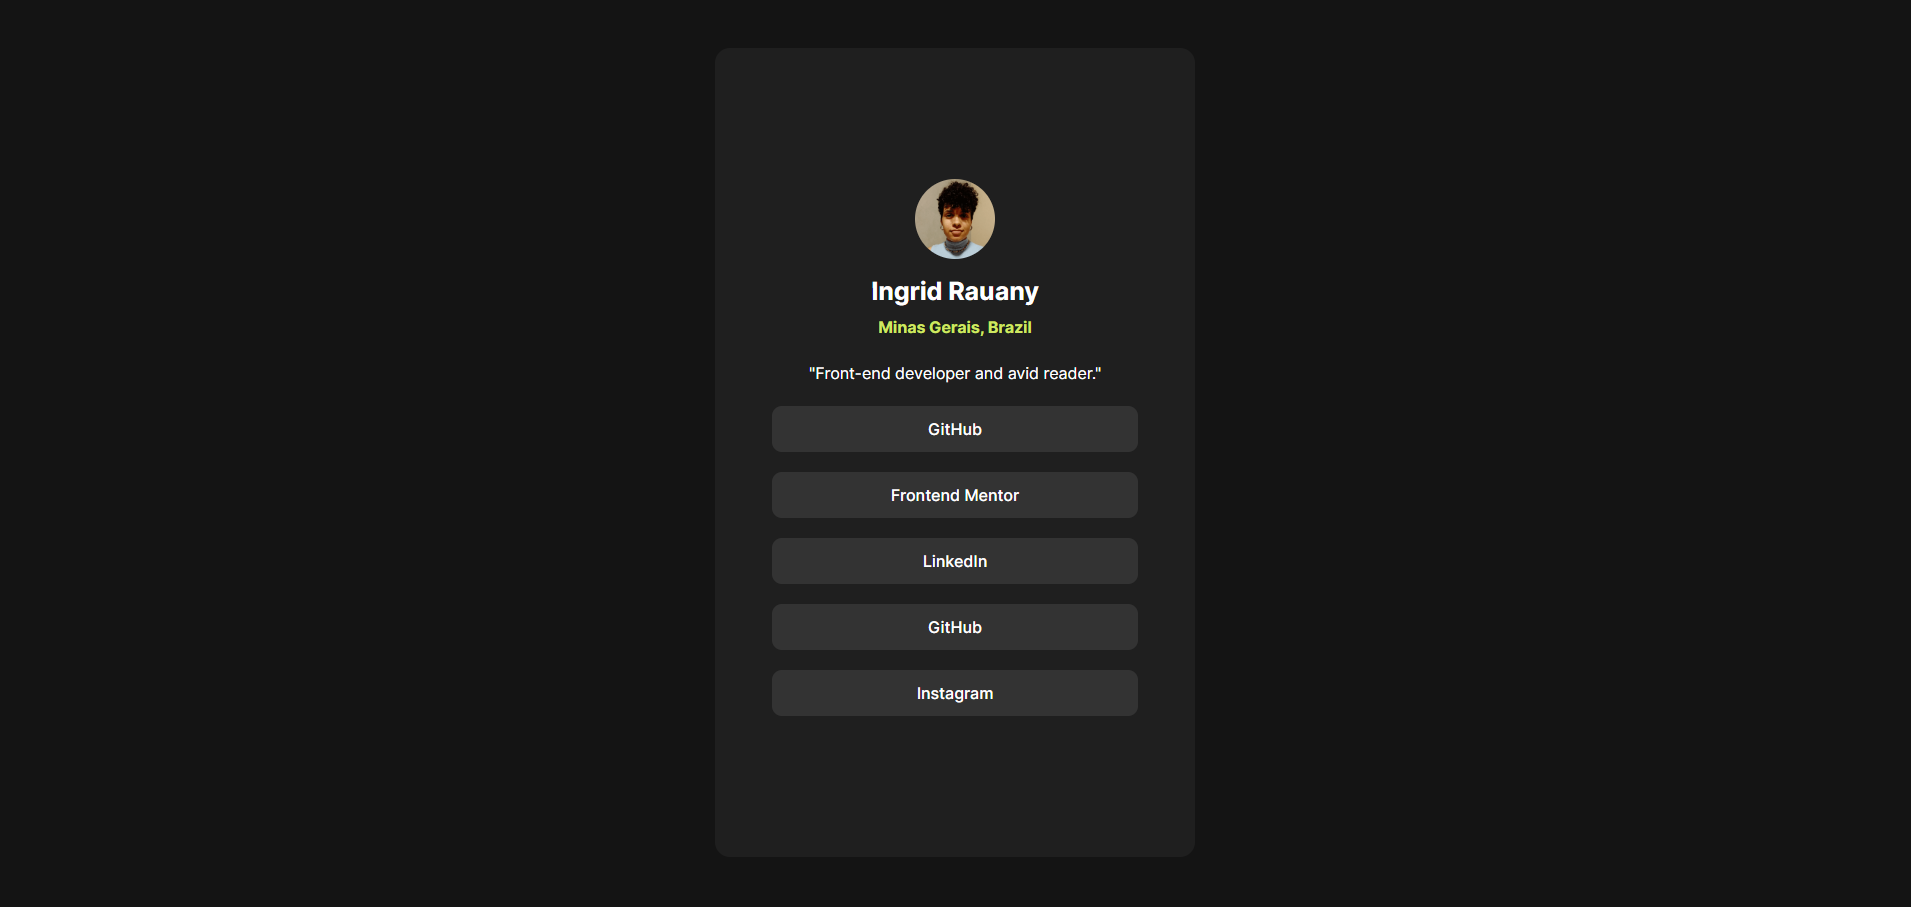 Ingrid Rauany
Minas Gerais, Brazil
"Front-end developer and avid reader."
GitHub
Frontend Mentor
LinkedIn
GitHub
Instagram